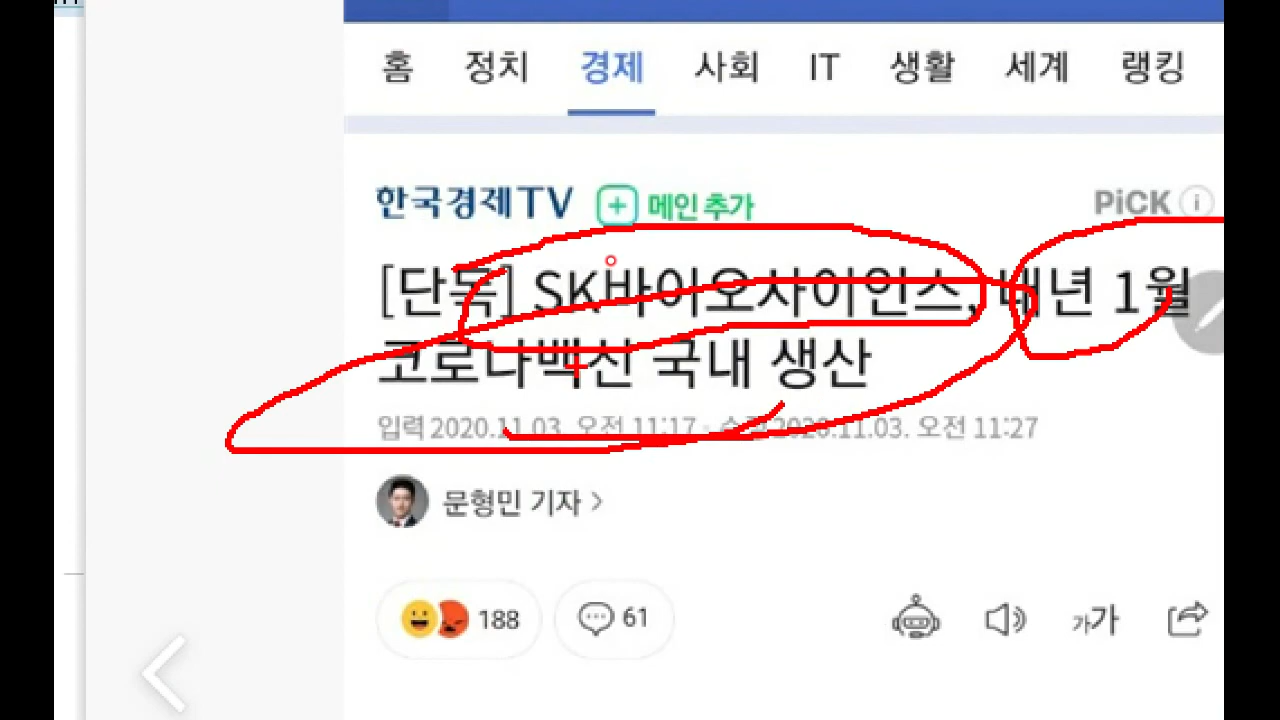 홈 정치 경제 사회 IT 생활 세계 랭킹
한국경제TV + 메인 추가 PiCK i
[단독] SK바이오사이언스, 내년 1월
코로나백신 국내 생산
입력 2020.11.03. 오전 11:17 · 수정 2020.11.03. 오전 11:27
문형민 기자 >
188 61 가가